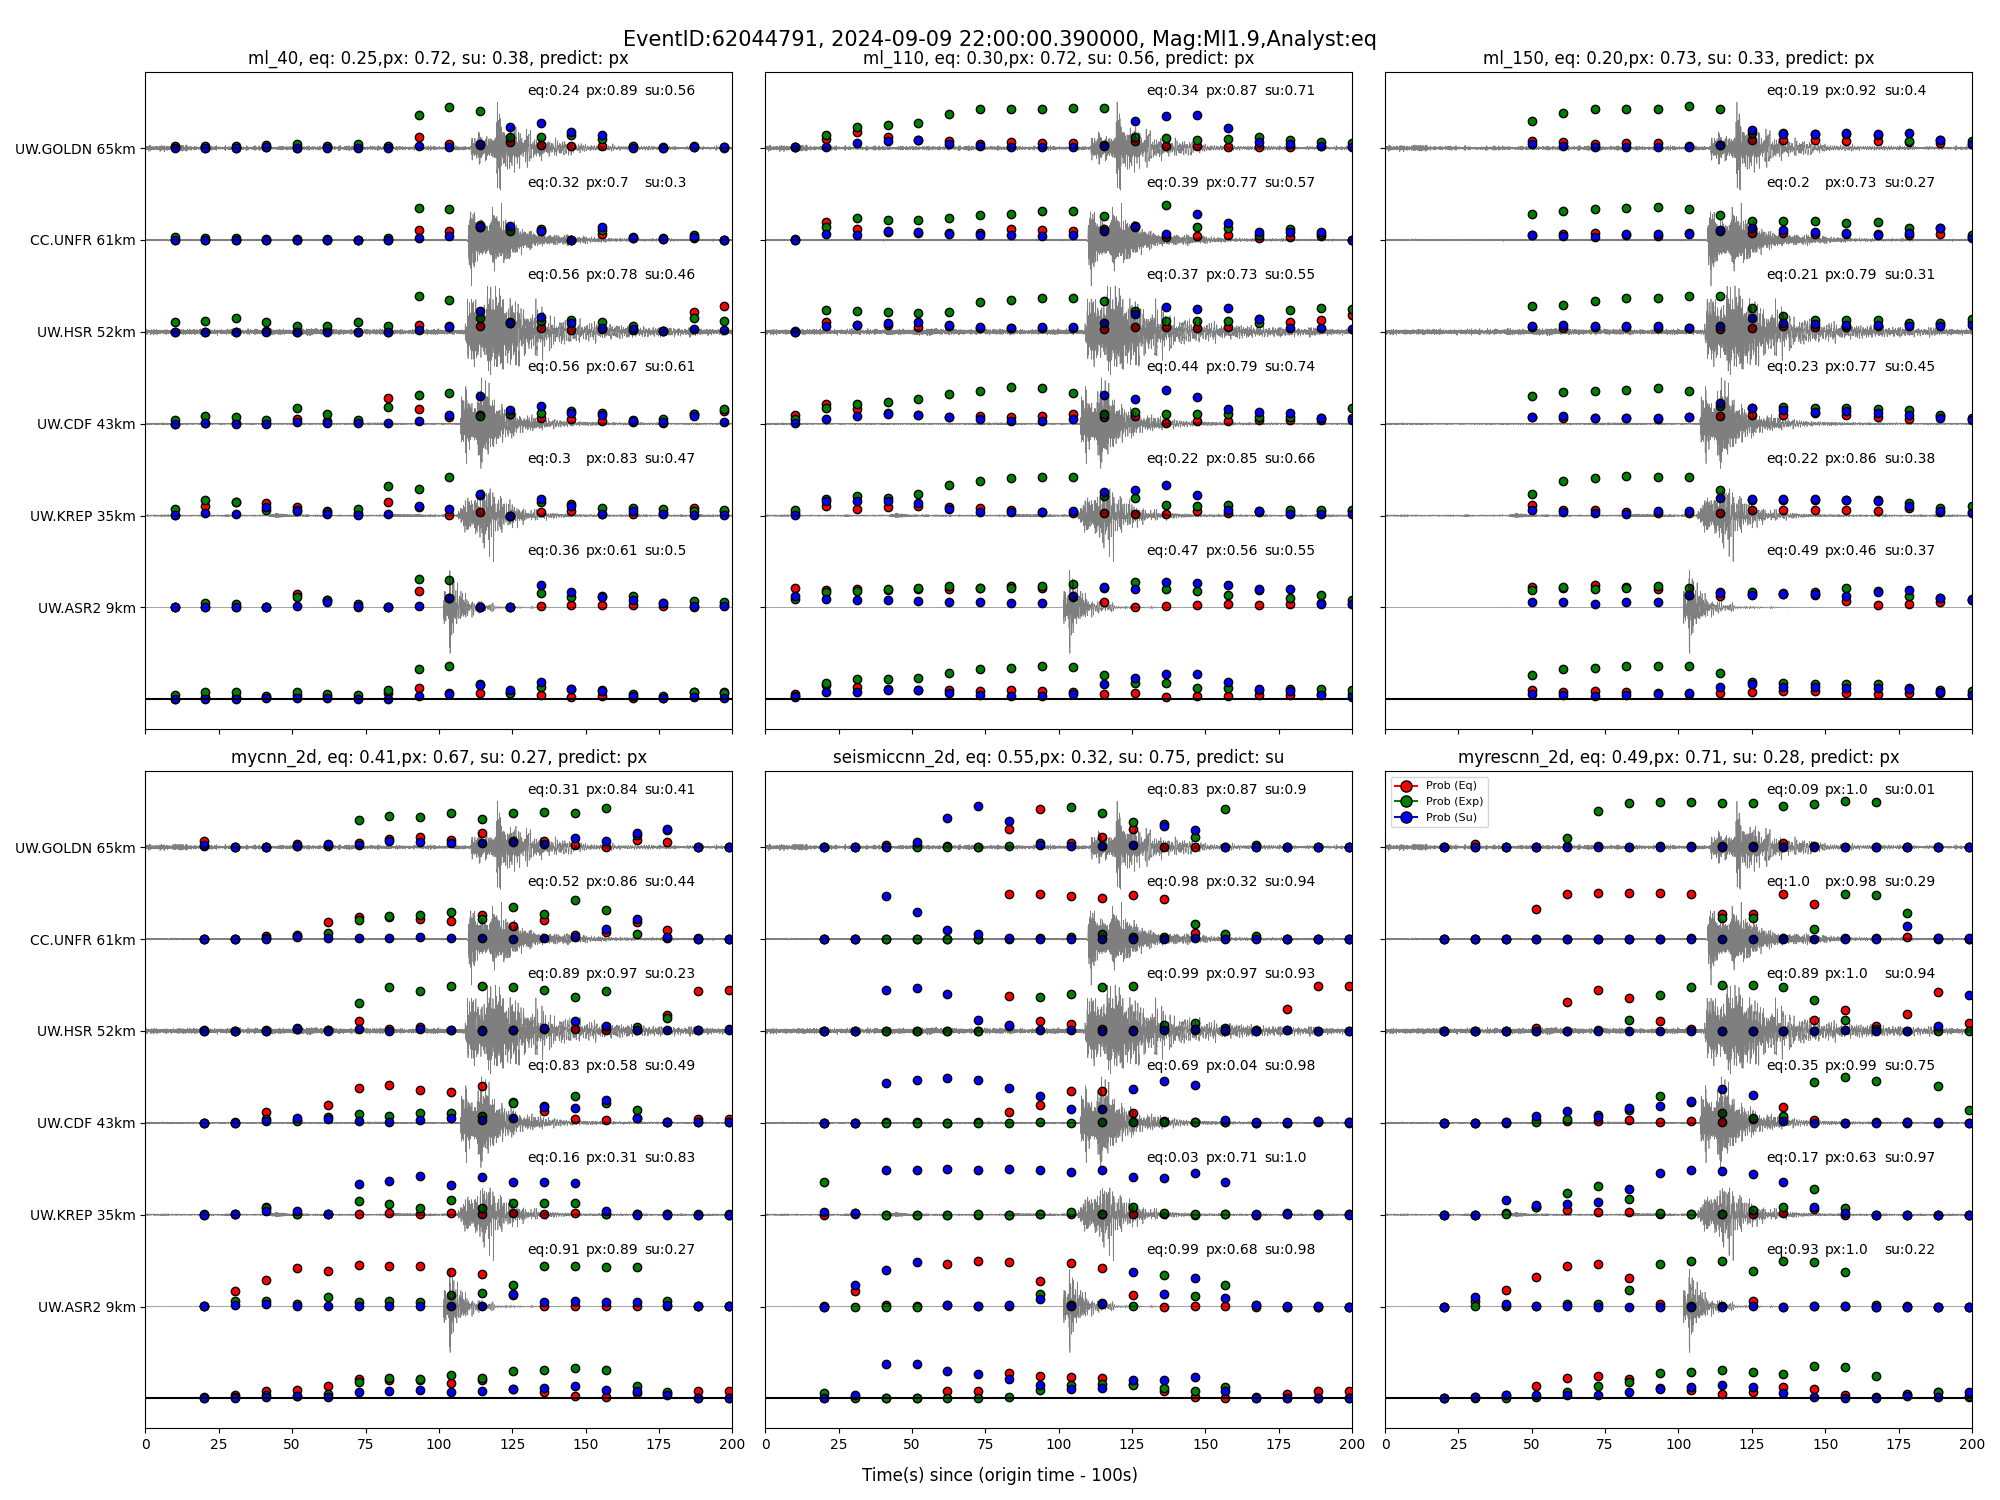 EventID:62044791, 2024-09-09 22:00:00.390000, Mag:Ml1.9,Analyst:eq
ml_40, eq: 0.25,px: 0.72, su: 0.38, predict: px
eq:0.24 px:0.89 su:0.56
UW.GOLDN 65km
eq:0.32 px:0.7 su:0.3
CC.UNFR 61km
eq:0.56 px:0.78 su:0.46
UW.HSR 52km
eq:0.56 px:0.67 su:0.61
UW.CDF 43km
eq:0.3 px:0.83 su:0.47
UW.KREP 35km
eq:0.36 px:0.61 su:0.5
UW.ASR2 9km
ml_110, eq: 0.30,px: 0.72, su: 0.56, predict: px
eq:0.34 px:0.87 su:0.71
eq:0.39 px:0.77 su:0.57
eq:0.37 px:0.73 su:0.55
eq:0.44 px:0.79 su:0.74
eq:0.22 px:0.85 su:0.66
eq:0.47 px:0.56 su:0.55
ml_150, eq: 0.20,px: 0.73, su: 0.33, predict: px
eq:0.19 px:0.92 su:0.4
eq:0.2 px:0.73 su:0.27
eq:0.21 px:0.79 su:0.31
eq:0.23 px:0.77 su:0.45
eq:0.22 px:0.86 su:0.38
eq:0.49 px:0.46 su:0.37
mycnn_2d, eq: 0.41,px: 0.67, su: 0.27, predict: px
eq:0.31 px:0.84 su:0.41
UW.GOLDN 65km
eq:0.52 px:0.86 su:0.44
CC.UNFR 61km
eq:0.89 px:0.97 su:0.23
UW.HSR 52km
eq:0.83 px:0.58 su:0.49
UW.CDF 43km
eq:0.16 px:0.31 su:0.83
UW.KREP 35km
eq:0.91 px:0.89 su:0.27
UW.ASR2 9km
0 25 50 75 100 125 150 175 200
seismiccnn_2d, eq: 0.55,px: 0.32, su: 0.75, predict: su
eq:0.83 px:0.87 su:0.9
eq:0.98 px:0.32 su:0.94
eq:0.99 px:0.97 su:0.93
eq:0.69 px:0.04 su:0.98
eq:0.03 px:0.71 su:1.0
eq:0.99 px:0.68 su:0.98
0 25 50 75 100 125 150 175 200
myrescnn_2d, eq: 0.49,px: 0.71, su: 0.28, predict: px
Prob (Eq)
Prob (Exp)
Prob (Su)
eq:0.09 px:1.0 su:0.01
eq:1.0 px:0.98 su:0.29
eq:0.89 px:1.0 su:0.94
eq:0.35 px:0.99 su:0.75
eq:0.17 px:0.63 su:0.97
eq:0.93 px:1.0 su:0.22
0 25 50 75 100 125 150 175 200
Time(s) since (origin time - 100s)